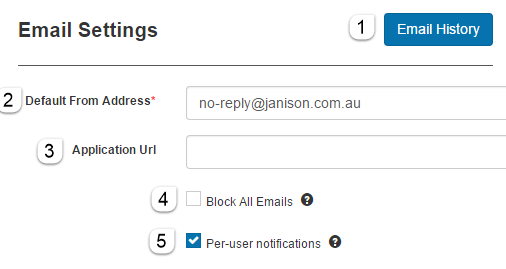 Email Settings 1 Email History
2 Default From Address* no-reply@janison.com.au
3 Application Url
4 Block All Emails ?
5 Per-user notifications ?